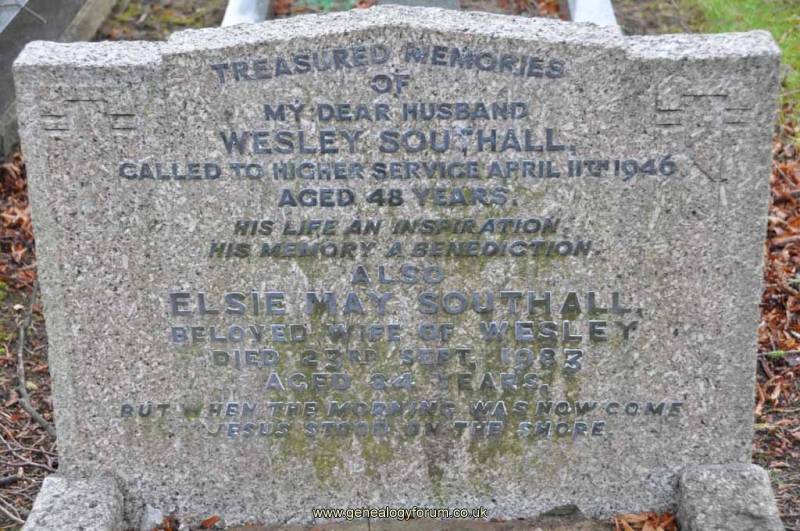 TREASURED MEMORIES
OF
MY DEAR HUSBAND
WESLEY SOUTHALL.
CALLED TO HIGHER SERVICE APRIL 11TH 1946
AGED 48 YEARS.
HIS LIFE AN INSPIRATION.
HIS MEMORY A BENEDICTION.
ALSO
ELSIE MAY SOUTHALL,
BELOVED WIFE OF WESLEY
DIED 23RD SEPT. 1983
AGED 84 YEARS.
BUT WHEN THE MORNING WAS NOW COME
JESUS STOOD ON THE SHORE
www.genealogyforum.co.uk